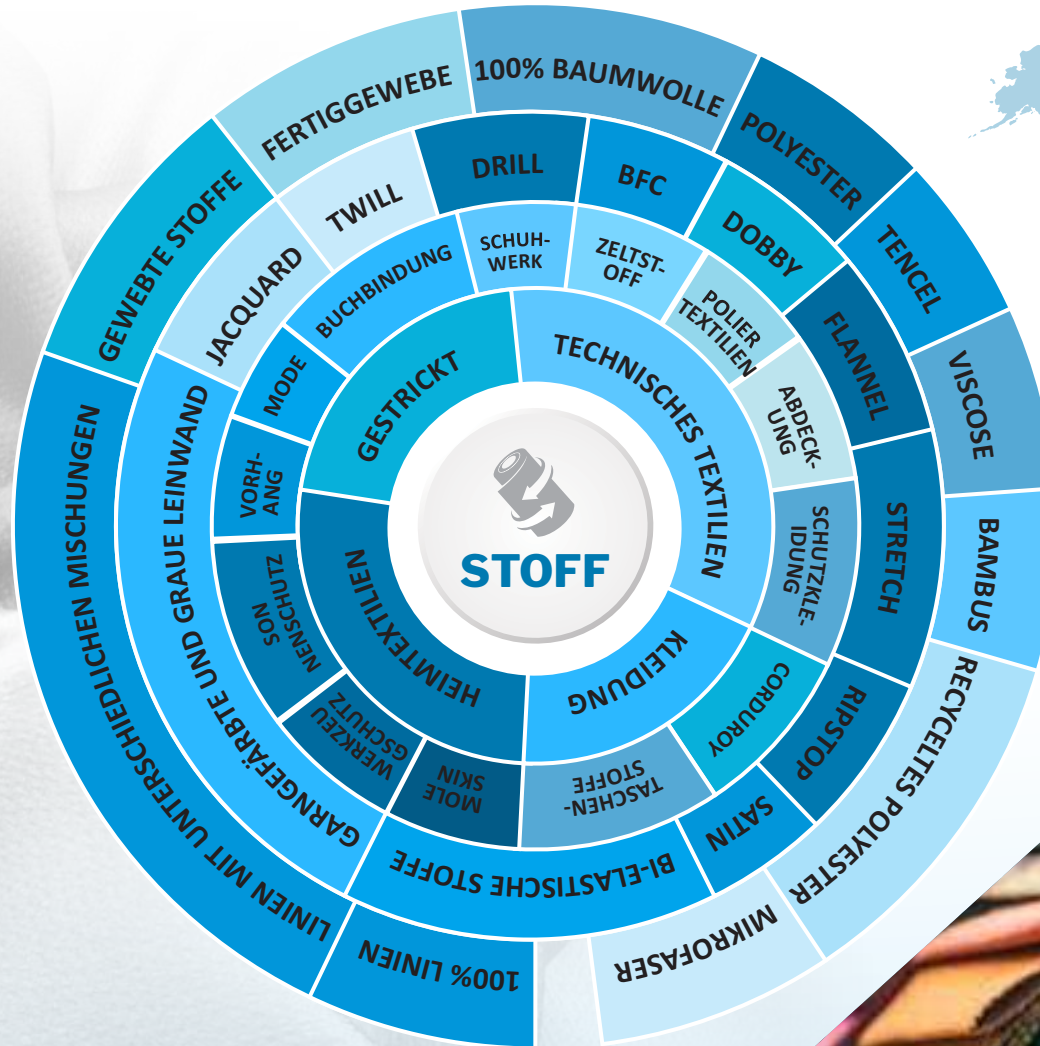 STOFF
GESTRICKT
TECHNISCHES TEXTILIEN
KLEIDUNG
HEIMTEXTILIEN
MODE
BUCHBINDUNG
SCHUH-
WERK
ZELTST-
OFF
POLIER
TEXTILIEN
ABDECK-
UNG
SCHUTZKLE-
IDUNG
CORDUROY
TASCHEN-
STOFFE
MOLE
SKIN
WERKZEU
GSCHUTZ
SON
NENSCHUTZ
VORH-
ANG
JACQUARD
TWILL
DRILL
BFC
DOBBY
FLANNEL
STRETCH
RIPSTOP
SATIN
BI-ELASTISCHE STOFFE
GARNGEFÄRBTE UND GRAUE LEINWAND
GEWEBTE STOFFE
FERTIGGEWEBE
100% BAUMWOLLE
POLYESTER
TENCEL
VISCOSE
BAMBUS
RECYCELTES POLYESTER
MIKROFASER
100% LINIEN
LINIEN MIT UNTERSCHIEDLICHEN MISCHUNGEN